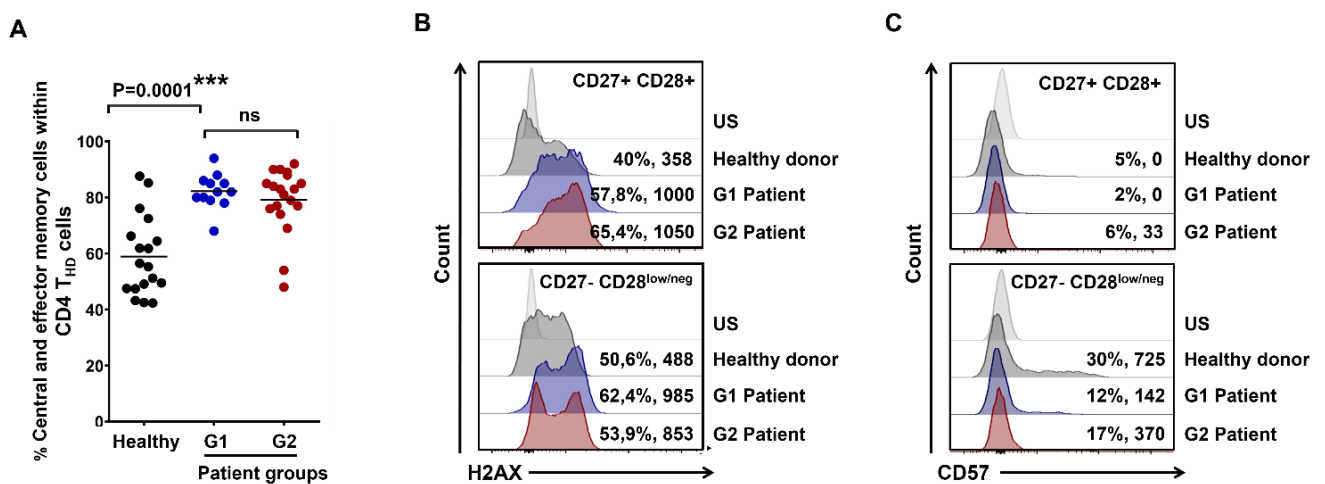 A
% Central and effector memory cells within
CD4 THD cells
P=0.0001 ***
ns
100
80
60
40
20
0
Healthy G1 G2
Patient groups
B
Count
CD27+ CD28+
US
40%, 358 Healthy donor
57,8% 1000 G1 Patient
65,4% 1050 G2 Patient
CD27- CD28low/neg
US
50,6%, 488 Healthy donor
62,4%, 985 G1 Patient
53,9%, 853 G2 Patient
H2AX
C
Count
CD27+ CD28+
US
5%, 0 Healthy donor
2%, 0 G1 Patient
6%, 33 G2 Patient
CD27- CD28low/neg
US
30%, 725 Healthy donor
12%, 142 G1 Patient
17%, 370 G2 Patient
CD57